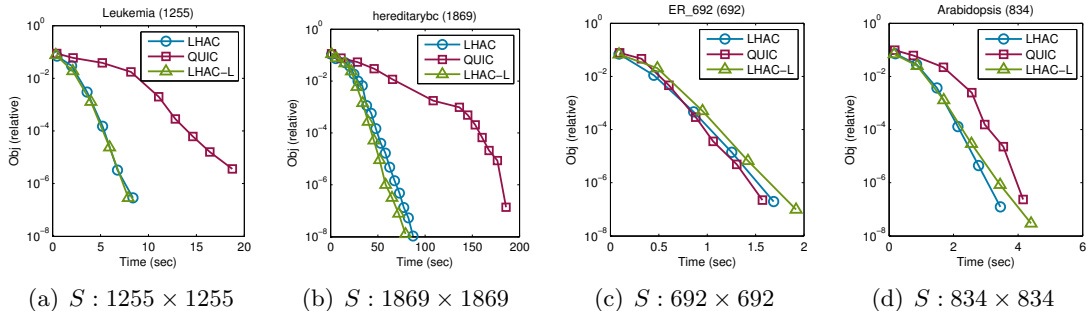 Leukemia (1255)
Obj (relative)
10^0
10^-2
10^-4
10^-6
10^-8
0 5 10 15 20
Time (sec)
LHAC
QUIC
LHAC-L
(a) S : 1255 × 1255
hereditarybc (1869)
Obj (relative)
10^0
10^-2
10^-4
10^-6
10^-8
0 50 100 150 200
Time (sec)
LHAC
QUIC
LHAC-L
(b) S : 1869 × 1869
ER_692 (692)
Obj (relative)
10^0
10^-2
10^-4
10^-6
10^-8
0 0.5 1 1.5 2
Time (sec)
LHAC
QUIC
LHAC-L
(c) S : 692 × 692
Arabidopsis (834)
Obj (relative)
10^0
10^-2
10^-4
10^-6
10^-8
0 2 4 6
Time (sec)
LHAC
QUIC
LHAC-L
(d) S : 834 × 834